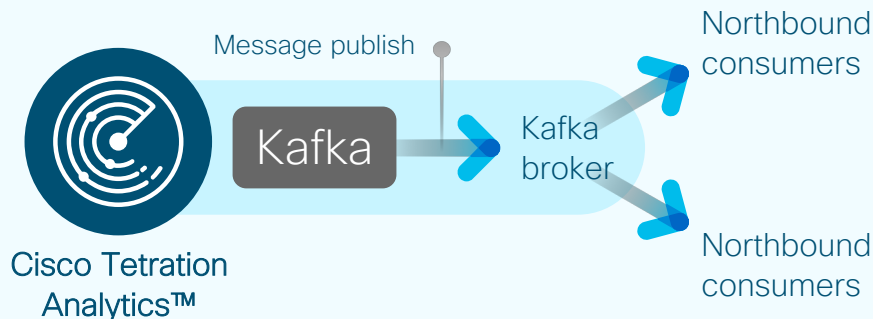 Message publish
Northbound
consumers
Kafka
Kafka
broker
Cisco Tetration
Analytics™
Northbound
consumers